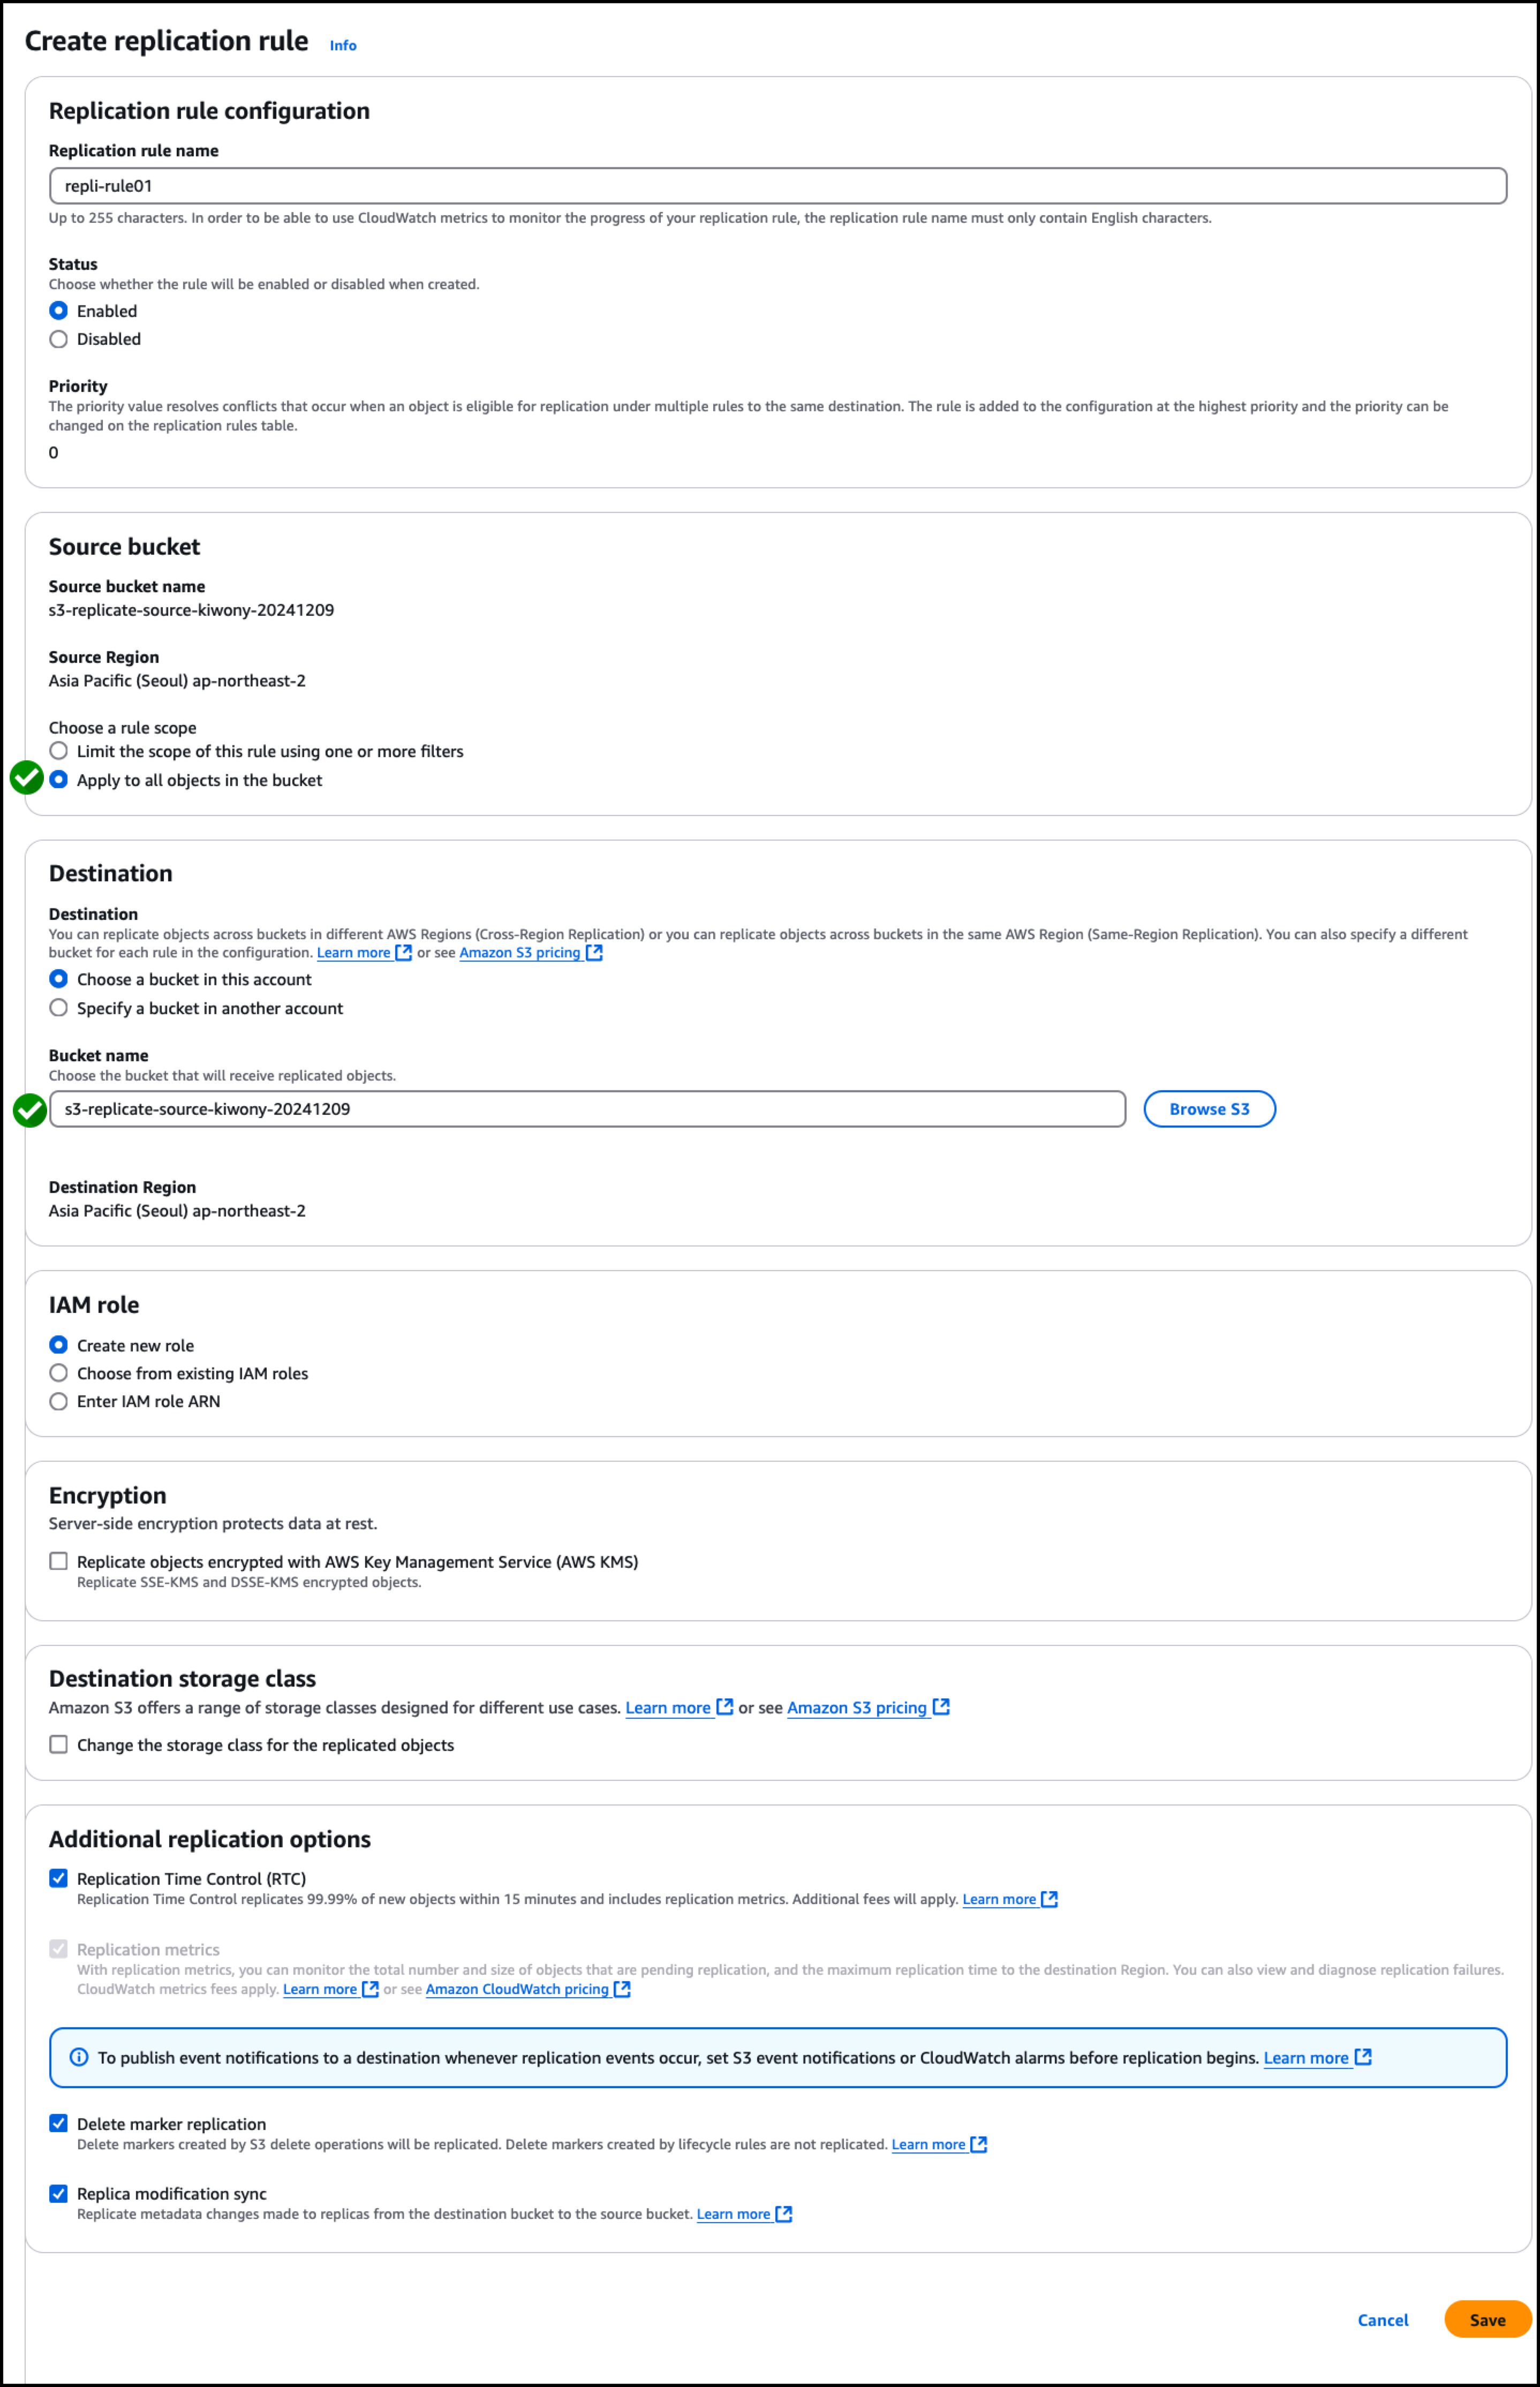 Create replication rule Info
Replication rule configuration
Replication rule name
repli-rule01
Up to 255 characters. In order to be able to use CloudWatch metrics to monitor the progress of your replication rule, the replication rule name must only contain English characters.
Status
Choose whether the rule will be enabled or disabled when created.
Enabled
Disabled
Priority
The priority value resolves conflicts that occur when an object is eligible for replication under multiple rules to the same destination. The rule is added to the configuration at the highest priority and the priority can be
changed on the replication rules table.
0
Source bucket
Source bucket name
s3-replicate-source-kiwony-20241209
Source Region
Asia Pacific (Seoul) ap-northeast-2
Choose a rule scope
Limit the scope of this rule using one or more filters
Apply to all objects in the bucket
Destination
Destination
You can replicate objects across buckets in different AWS Regions (Cross-Region Replication) or you can replicate objects across buckets in the same AWS Region (Same-Region Replication). You can also specify a different
bucket for each rule in the configuration. Learn more or see Amazon S3 pricing
Choose a bucket in this account
Specify a bucket in another account
Bucket name
Choose the bucket that will receive replicated objects.
s3-replicate-source-kiwony-20241209 Browse S3
Destination Region
Asia Pacific (Seoul) ap-northeast-2
IAM role
Create new role
Choose from existing IAM roles
Enter IAM role ARN
Encryption
Server-side encryption protects data at rest.
Replicate objects encrypted with AWS Key Management Service (AWS KMS)
Replicate SSE-KMS and DSSE-KMS encrypted objects.
Destination storage class
Amazon S3 offers a range of storage classes designed for different use cases. Learn more or see Amazon S3 pricing
Change the storage class for the replicated objects
Additional replication options
Replication Time Control (RTC)
Replication Time Control replicates 99.99% of new objects within 15 minutes and includes replication metrics. Additional fees will apply. Learn more
Replication metrics
With replication metrics, you can monitor the total number and size of objects that are pending replication, and the maximum replication time to the destination Region. You can also view and diagnose replication failures.
CloudWatch metrics fees apply. Learn more or see Amazon CloudWatch pricing
To publish event notifications to a destination whenever replication events occur, set S3 event notifications or CloudWatch alarms before replication begins. Learn more
Delete marker replication
Delete markers created by S3 delete operations will be replicated. Delete markers created by lifecycle rules are not replicated. Learn more
Replica modification sync
Replicate metadata changes made to replicas from the destination bucket to the source bucket. Learn more
Cancel Save